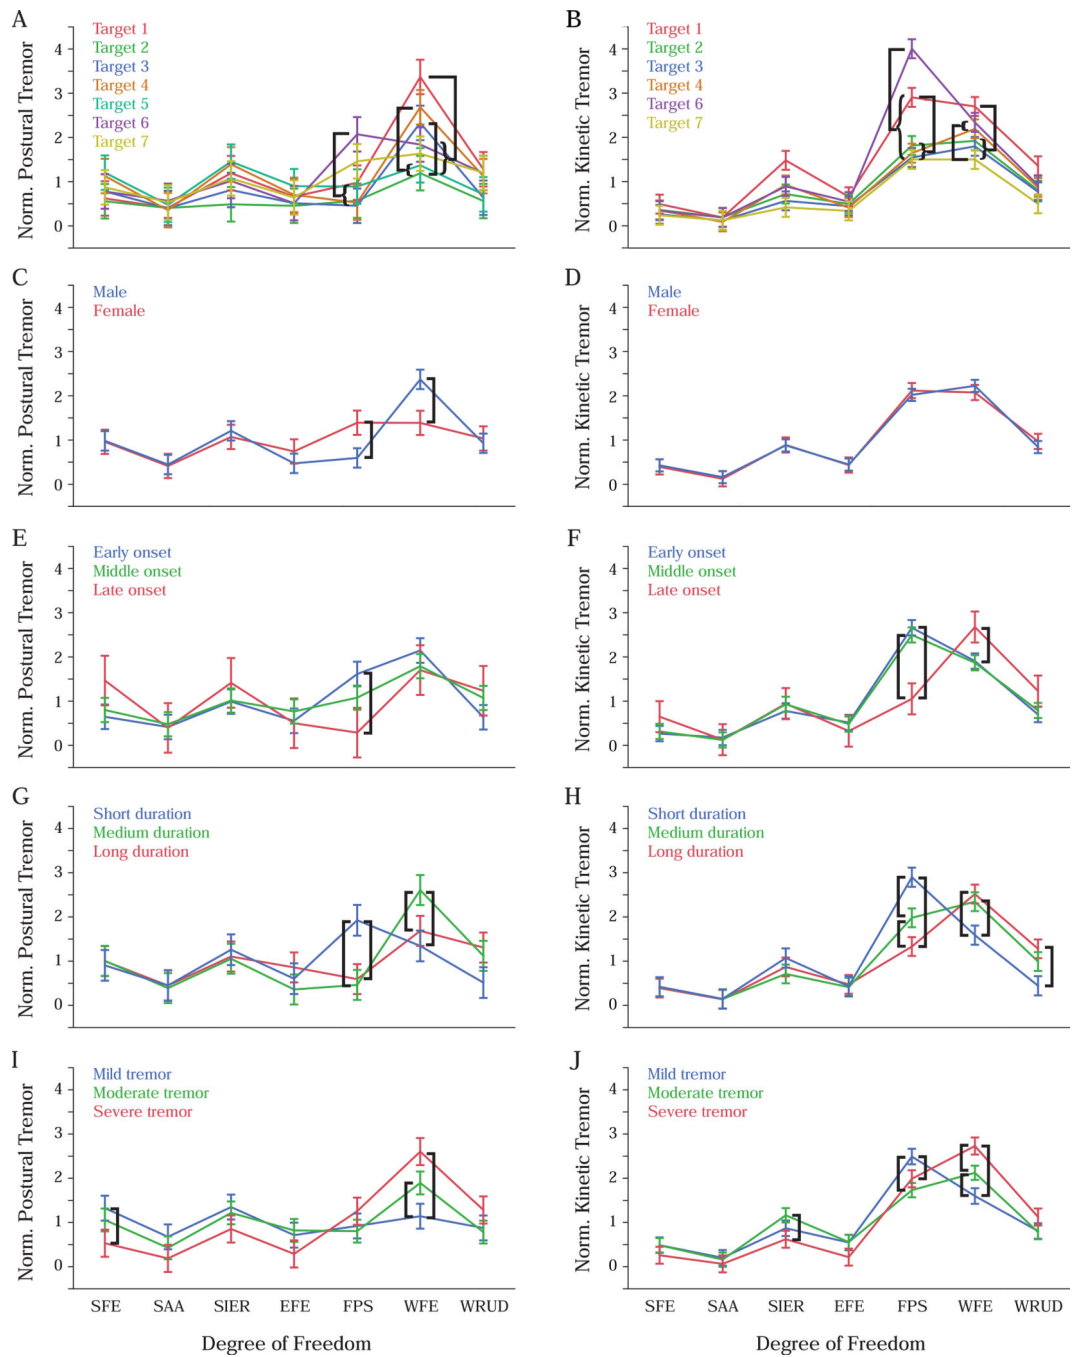 A
Norm. Postural Tremor
4
3
2
1
0
Target 1
Target 2
Target 3
Target 4
Target 5
Target 6
Target 7
B
Norm. Kinetic Tremor
4
3
2
1
0
Target 1
Target 2
Target 3
Target 4
Target 6
Target 7
C
Norm. Postural Tremor
4
3
2
1
0
Male
Female
D
Norm. Kinetic Tremor
4
3
2
1
0
Male
Female
E
Norm. Postural Tremor
4
3
2
1
0
Early onset
Middle onset
Late onset
F
Norm. Kinetic Tremor
4
3
2
1
0
Early onset
Middle onset
Late onset
G
Norm. Postural Tremor
4
3
2
1
0
Short duration
Medium duration
Long duration
H
Norm. Kinetic Tremor
4
3
2
1
0
Short duration
Medium duration
Long duration
I
Norm. Postural Tremor
4
3
2
1
0
Mild tremor
Moderate tremor
Severe tremor
SFE SAA SIER EFE FPS WFE WRUD
Degree of Freedom
J
Norm. Kinetic Tremor
4
3
2
1
0
Mild tremor
Moderate tremor
Severe tremor
SFE SAA SIER EFE FPS WFE WRUD
Degree of Freedom